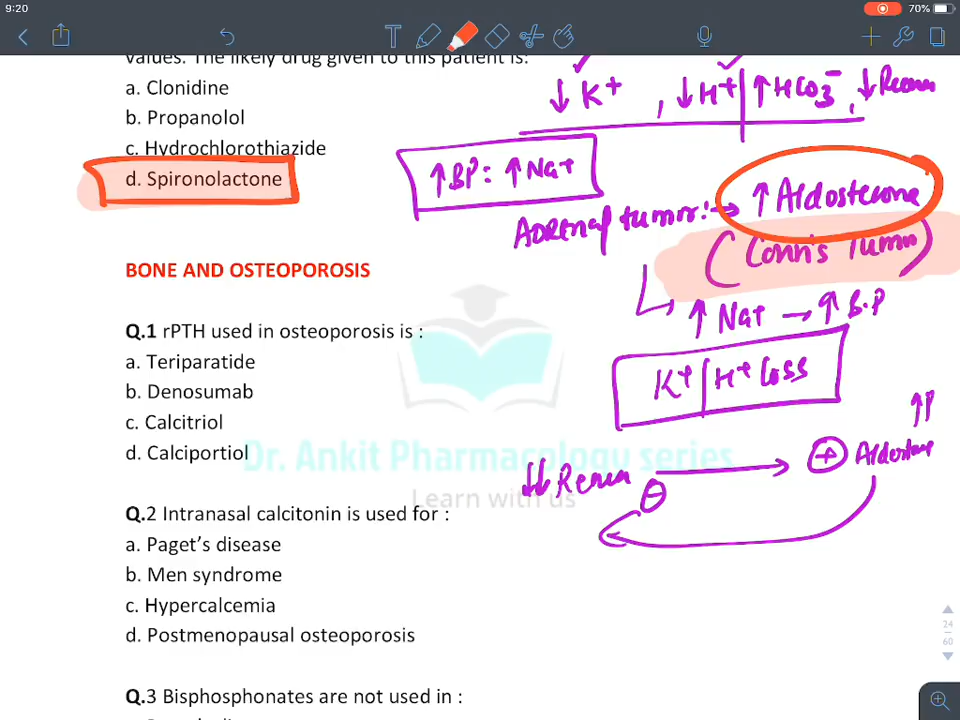 9:20
70%
values. The likely drug given to this patient is:
a. Clonidine
b. Propanolol
c. Hydrochlorothiazide
d. Spironolactone
↓K+, ↓H+ | ↑HCO3−, ↓Renin
↑BP: ↑Na+
Adrenal tumor: → ↑ Aldosterone
(Conn's Tumor)
↑ Na+ → ↑ B.P
K+ | H+ Loss
BONE AND OSTEOPOROSIS
Q.1 rPTH used in osteoporosis is :
a. Teriparatide
b. Denosumab
c. Calcitriol
d. Calciportiol
↓↓ Renin → ⊕ Aldosterone
⊖
Dr. Ankit Pharmacology series
Learn with us
Q.2 Intranasal calcitonin is used for :
a. Paget's disease
b. Men syndrome
c. Hypercalcemia
d. Postmenopausal osteoporosis
Q.3 Bisphosphonates are not used in :
24
60